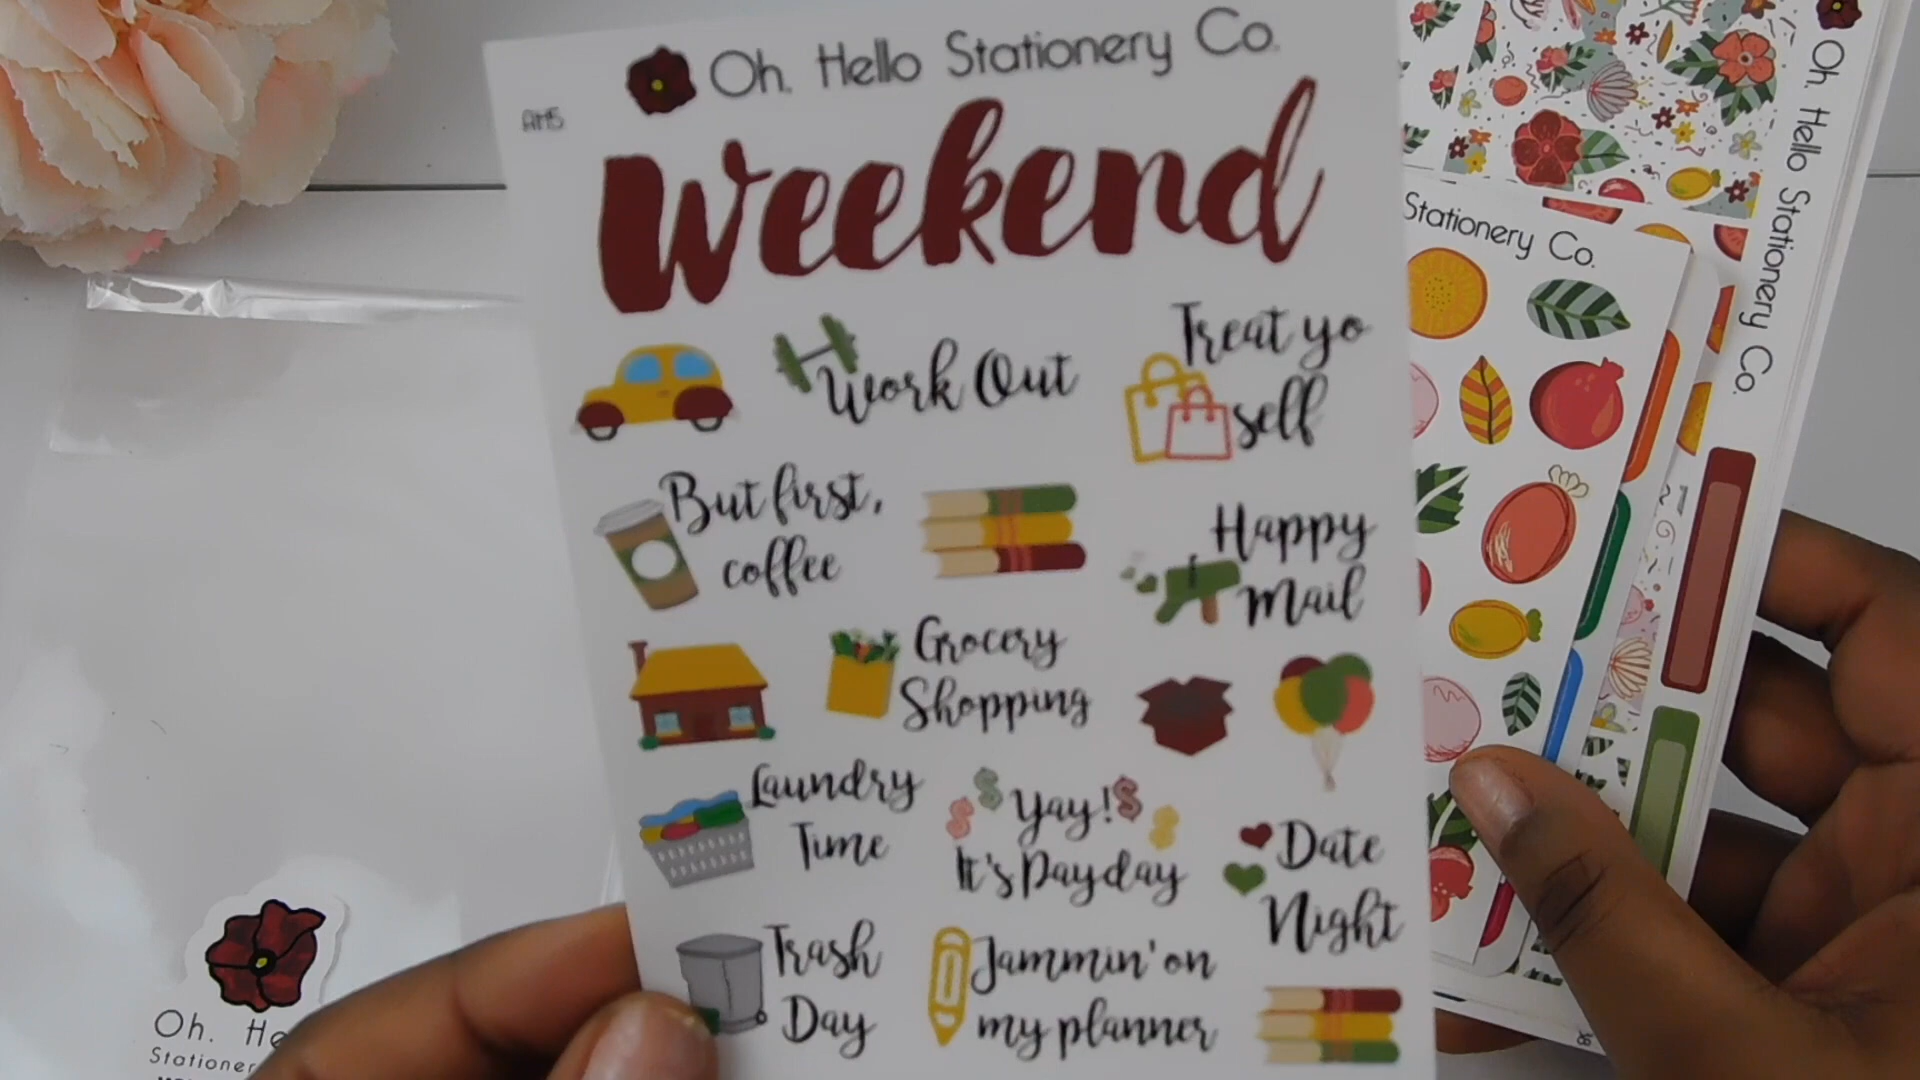 Oh, Hello Stationery Co.
AM5
Weekend
Work Out
Treat yo
self
But first,
coffee
Happy
Mail
Grocery
Shopping
Laundry
Time
Yay!
It's Payday
Date
Night
Trash
Day
Jammin' on
my planner
Oh, Hello Stationery Co.
Stationery Co.
Oh, He
Stationer